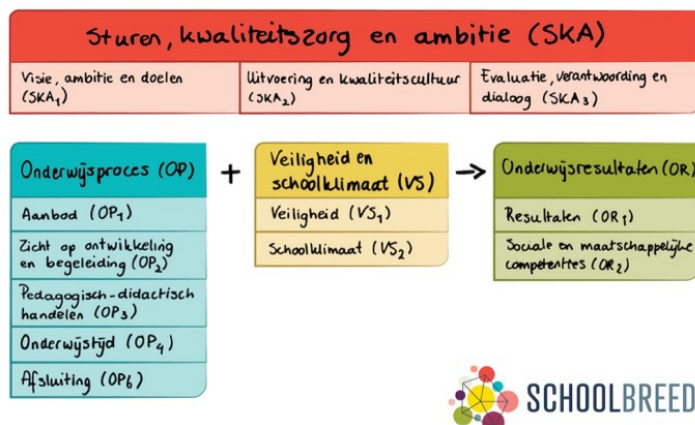 Sturen, kwaliteitszorg en ambitie (SKA)
Visie, ambitie en doelen
(SKA1)
Uitvoering en kwaliteitscultuur
(SKA2)
Evaluatie, verantwoording en
dialoog (SKA3)
Onderwijsproces (OP)
Aanbod (OP1)
Zicht op ontwikkeling
en begeleiding (OP2)
Pedagogisch-didactisch
handelen (OP3)
Onderwijstijd (OP4)
Afsluiting (OP6)
+
Veiligheid en
schoolklimaat (VS)
Veiligheid (VS1)
Schoolklimaat (VS2)
→
Onderwijsresultaten (OR)
Resultaten (OR1)
Sociale en maatschappelijke
competenties (OR2)
SCHOOLBREED